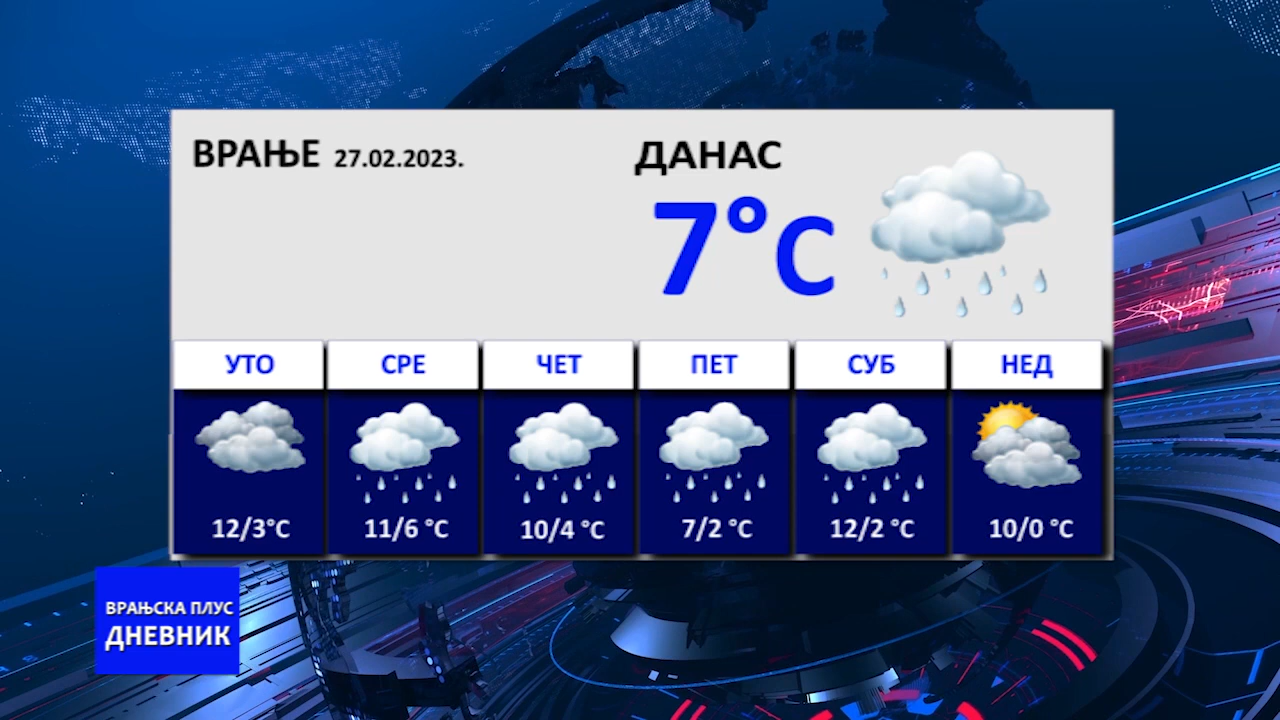 ВРАЊЕ 27.02.2023.
ДАНАС
7°C
УТО СРЕ ЧЕТ ПЕТ СУБ НЕД
12/3°C 11/6 °C 10/4 °C 7/2 °C 12/2 °C 10/0 °C
ВРАЊСКА ПЛУС
ДНЕВНИК